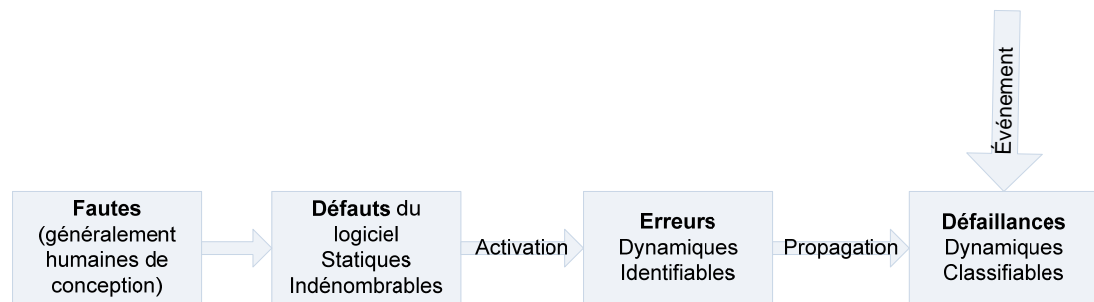 Événement
Fautes
(généralement
humaines de
conception)
Défauts du
logiciel
Statiques
Indénombrables
Activation
Erreurs
Dynamiques
Identifiables
Propagation
Défaillances
Dynamiques
Classifiables